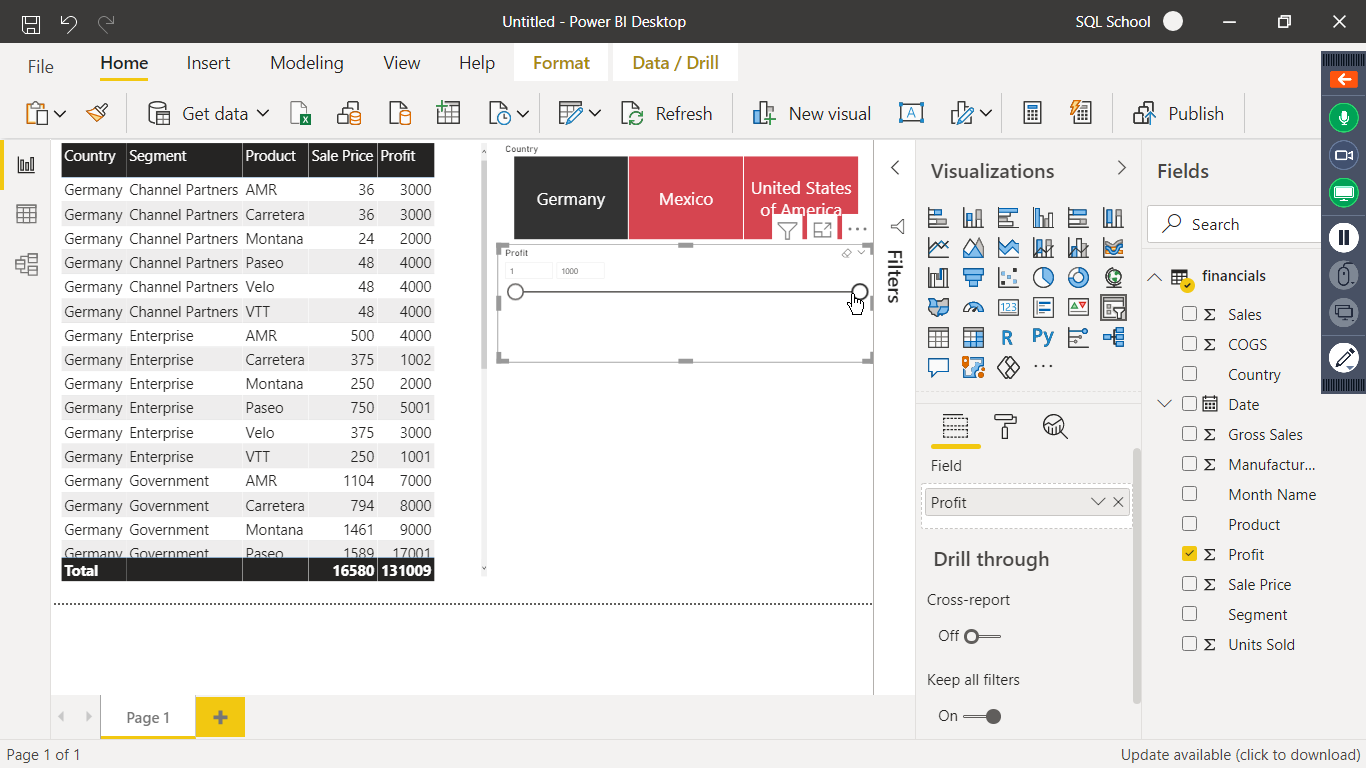 Untitled - Power BI Desktop
SQL School
File
Home
Insert
Modeling
View
Help
Format
Data / Drill
Get data
Refresh
New visual
Publish
Country Segment Product Sale Price Profit
Germany Channel Partners AMR 36 3000
Germany Channel Partners Carretera 36 3000
Germany Channel Partners Montana 24 2000
Germany Channel Partners Paseo 48 4000
Germany Channel Partners Velo 48 4000
Germany Channel Partners VTT 48 4000
Germany Enterprise AMR 500 4000
Germany Enterprise Carretera 375 1002
Germany Enterprise Montana 250 2000
Germany Enterprise Paseo 750 5001
Germany Enterprise Velo 375 3000
Germany Enterprise VTT 250 1001
Germany Government AMR 1104 7000
Germany Government Carretera 794 8000
Germany Government Montana 1461 9000
Germany Government Paseo 1589 17001
Total 16580 131009
Country
Germany
Mexico
United States
of America
Profit
1
1000
Filters
Visualizations
123
R
Py
Field
Profit
Drill through
Cross-report
Off
Keep all filters
On
Fields
Search
financials
Σ Sales
Σ COGS
Country
Date
Σ Gross Sales
Σ Manufactur...
Month Name
Product
Σ Profit
Σ Sale Price
Segment
Σ Units Sold
Page 1
Page 1 of 1
Update available (click to download)